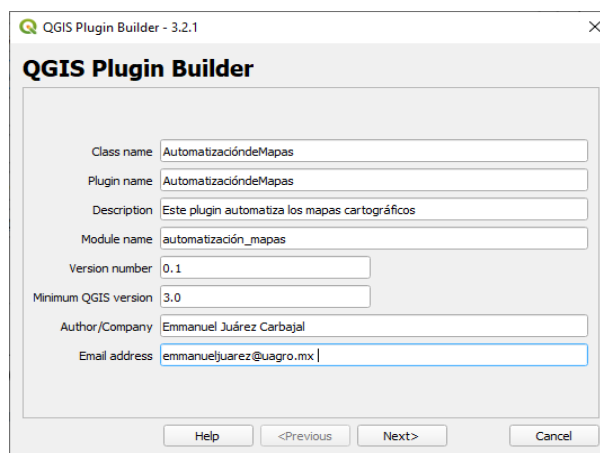 QGIS Plugin Builder - 3.2.1
QGIS Plugin Builder
Class name AutomatizacióndeMapas
Plugin name AutomatizacióndeMapas
Description Este plugin automatiza los mapas cartográficos
Module name automatización_mapas
Version number 0.1
Minimum QGIS version 3.0
Author/Company Emmanuel Juárez Carbajal
Email address emmanueljuarez@uagro.mx
Help <Previous Next> Cancel